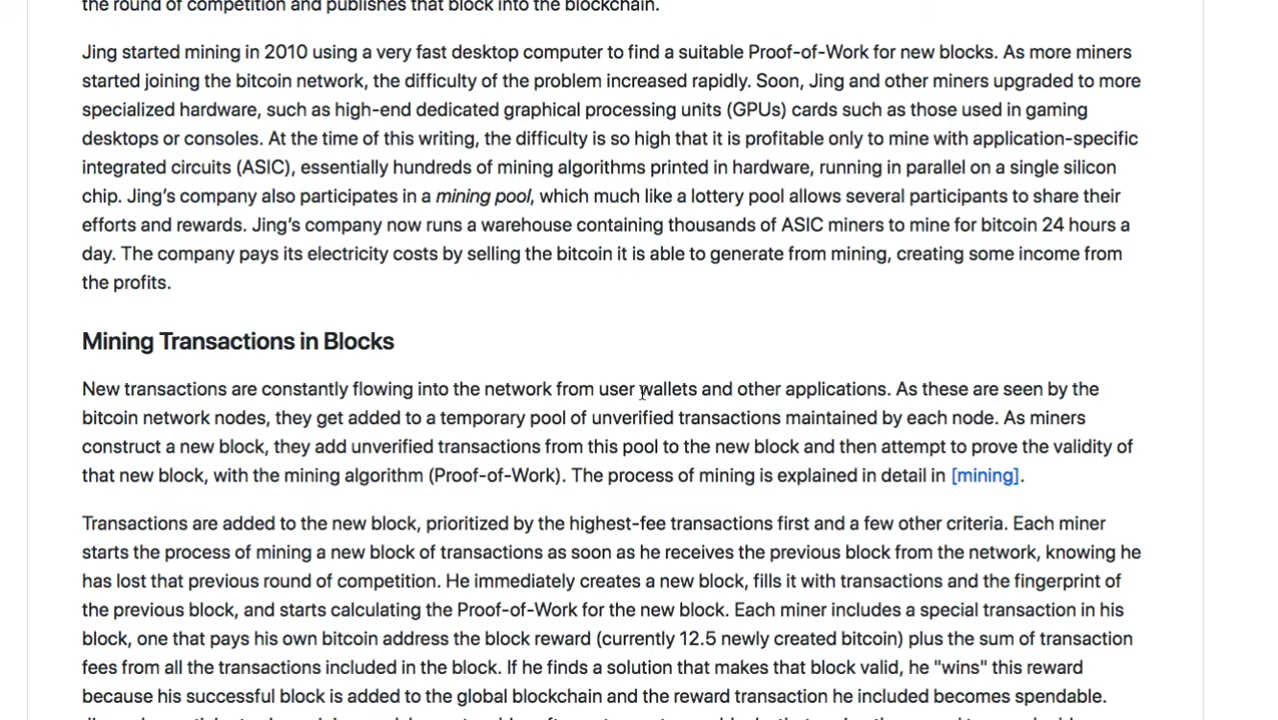 the round of competition and publishes that block into the blockchain.
Jing started mining in 2010 using a very fast desktop computer to find a suitable Proof-of-Work for new blocks. As more miners
started joining the bitcoin network, the difficulty of the problem increased rapidly. Soon, Jing and other miners upgraded to more
specialized hardware, such as high-end dedicated graphical processing units (GPUs) cards such as those used in gaming
desktops or consoles. At the time of this writing, the difficulty is so high that it is profitable only to mine with application-specific
integrated circuits (ASIC), essentially hundreds of mining algorithms printed in hardware, running in parallel on a single silicon
chip. Jing's company also participates in a mining pool, which much like a lottery pool allows several participants to share their
efforts and rewards. Jing's company now runs a warehouse containing thousands of ASIC miners to mine for bitcoin 24 hours a
day. The company pays its electricity costs by selling the bitcoin it is able to generate from mining, creating some income from
the profits.
Mining Transactions in Blocks
New transactions are constantly flowing into the network from user wallets and other applications. As these are seen by the
bitcoin network nodes, they get added to a temporary pool of unverified transactions maintained by each node. As miners
construct a new block, they add unverified transactions from this pool to the new block and then attempt to prove the validity of
that new block, with the mining algorithm (Proof-of-Work). The process of mining is explained in detail in [mining].
Transactions are added to the new block, prioritized by the highest-fee transactions first and a few other criteria. Each miner
starts the process of mining a new block of transactions as soon as he receives the previous block from the network, knowing he
has lost that previous round of competition. He immediately creates a new block, fills it with transactions and the fingerprint of
the previous block, and starts calculating the Proof-of-Work for the new block. Each miner includes a special transaction in his
block, one that pays his own bitcoin address the block reward (currently 12.5 newly created bitcoin) plus the sum of transaction
fees from all the transactions included in the block. If he finds a solution that makes that block valid, he "wins" this reward
because his successful block is added to the global blockchain and the reward transaction he included becomes spendable.